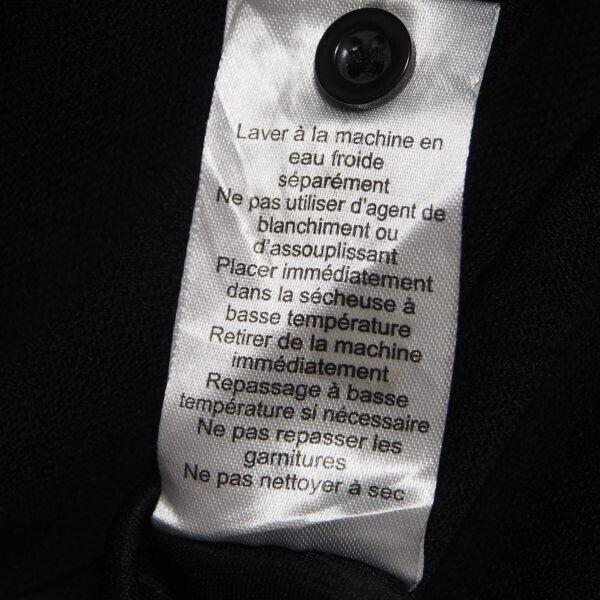 Laver à la machine en
eau froide
séparément
Ne pas utiliser d'agent de
blanchiment ou
d'assouplissant
Placer immédiatement
dans la sécheuse à
basse température
Retirer de la machine
immédiatement
Repassage à basse
température si nécessaire
Ne pas repasser les
garnitures
Ne pas nettoyer à sec